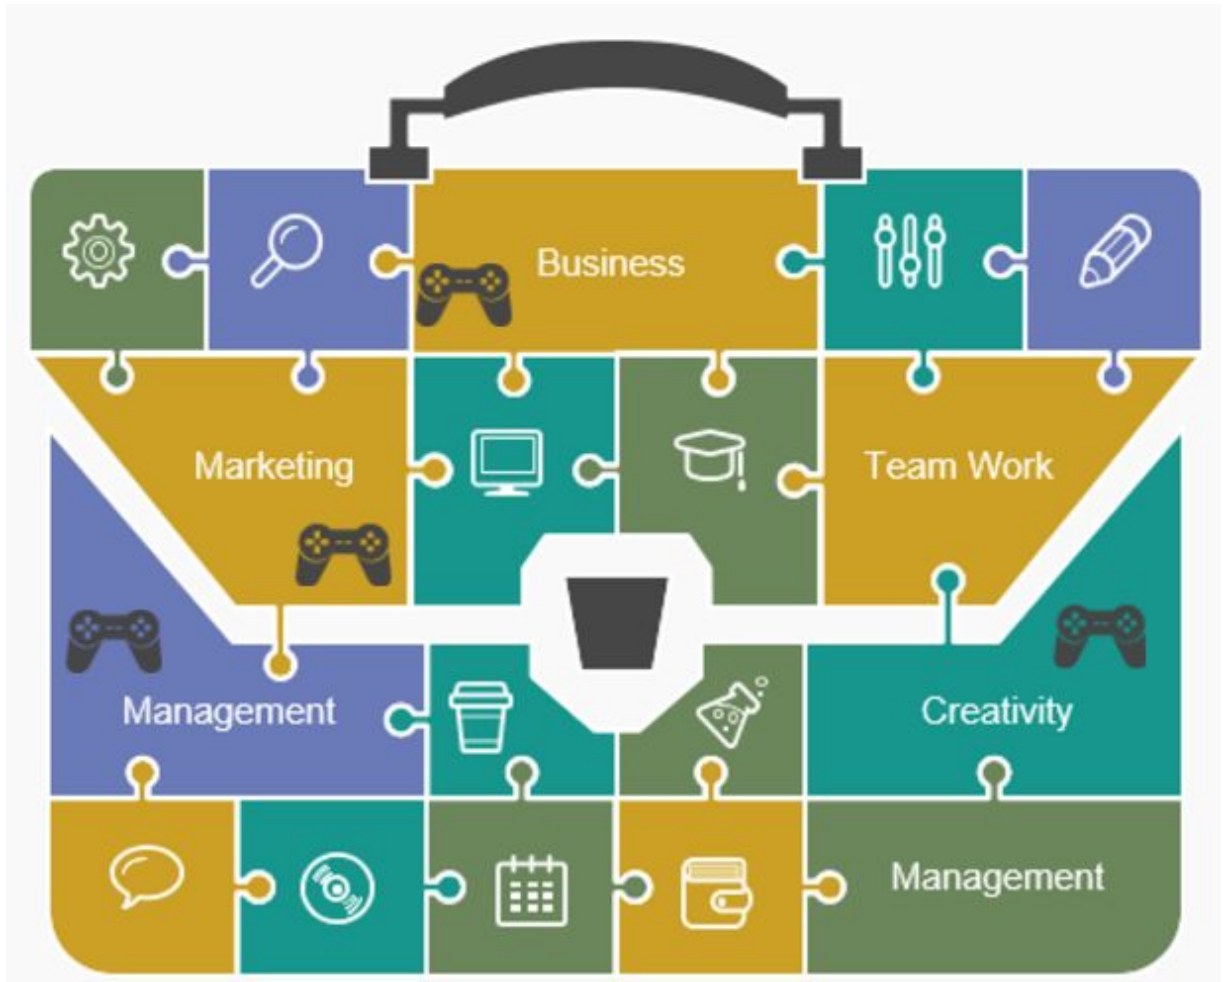 Business
Marketing
Team Work
Management
Creativity
Management